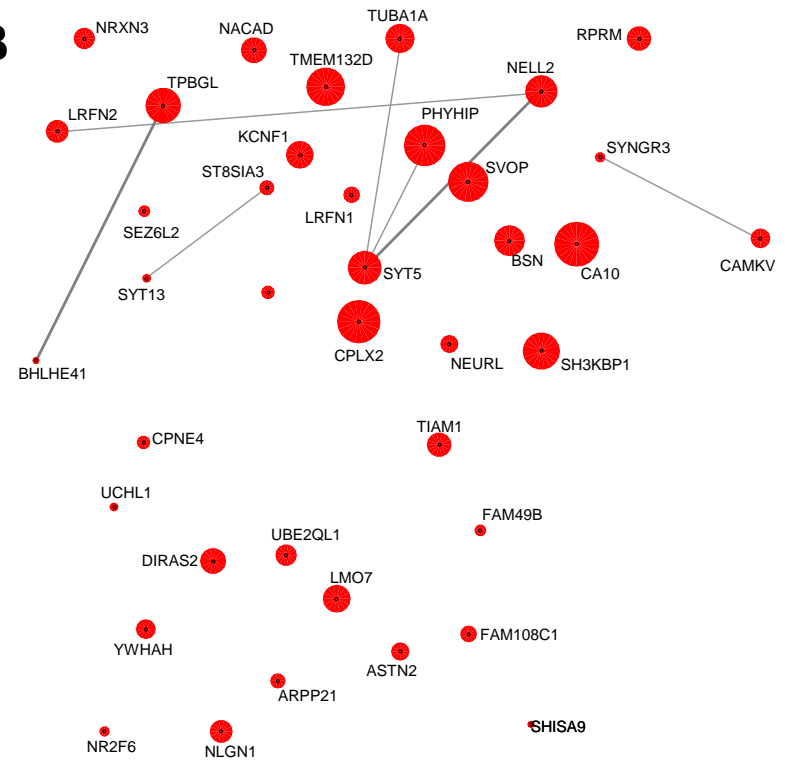 B
NRXN3
NACAD
TUBA1A
RPRM
TMEM132D
NELL2
TPBGL
LRFN2
PHYHIP
KCNF1
SYNGR3
ST8SIA3
SVOP
LRFN1
SEZ6L2
BSN
CA10
CAMKV
SYT5
SYT13
CPLX2
NEURL
SH3KBP1
BHLHE41
TIAM1
CPNE4
UCHL1
FAM49B
UBE2QL1
DIRAS2
LMO7
FAM108C1
YWHAH
ASTN2
ARPP21
SHISA9
NR2F6
NLGN1